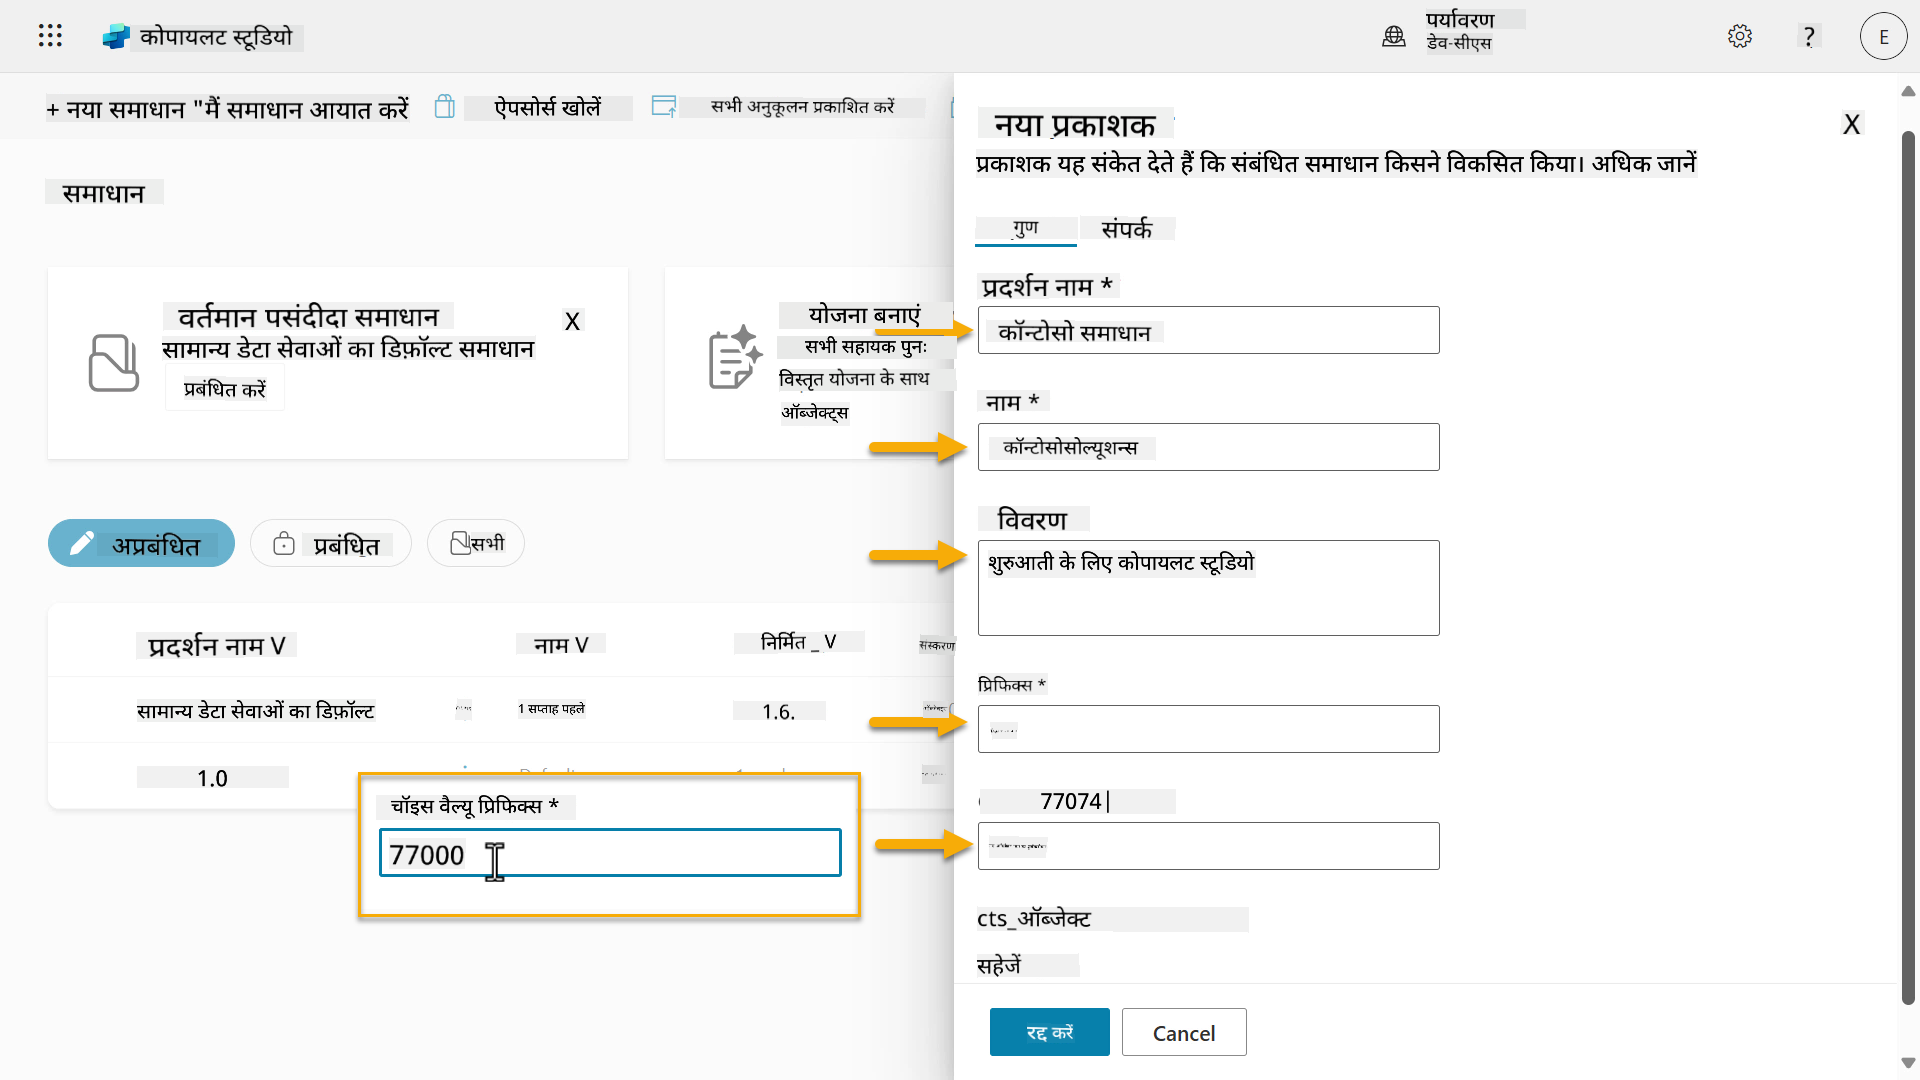 कोपायलट स्टूडियो
पर्यावरण
डेव-सीएस
?
E
+ नया समाधान "मैं समाधान आयात करें
ऐपसोर्स खोलें
सभी अनुकूलन प्रकाशित करें
समाधान
वर्तमान पसंदीदा समाधान
X
सामान्य डेटा सेवाओं का डिफ़ॉल्ट समाधान
प्रबंधित करें
योजना बनाएं
सभी सहायक पुनः
विस्तृत योजना के साथ
ऑब्जेक्ट्स
अप्रबंधित
प्रबंधित
सभी
प्रदर्शन नाम V
नाम V
निर्मित _ V
संस्करण
सामान्य डेटा सेवाओं का डिफ़ॉल्ट
1 सप्ताह पहले
1.6.
1.0
चॉइस वैल्यू प्रिफिक्स *
77000
नया प्रकाशक
X
प्रकाशक यह संकेत देते हैं कि संबंधित समाधान किसने विकसित किया। अधिक जानें
गुण
संपर्क
प्रदर्शन नाम *
कॉन्टोसो समाधान
नाम *
कॉन्टोसोसोल्यूशन्स
विवरण
शुरुआती के लिए कोपायलट स्टूडियो
प्रिफिक्स *
77074|
cts_ऑब्जेक्ट
सहेजें
रद्द करें
Cancel